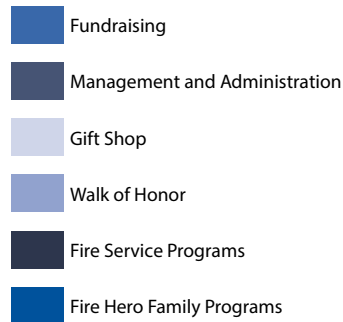 Fundraising
Management and Administration
Gift Shop
Walk of Honor
Fire Service Programs
Fire Hero Family Programs